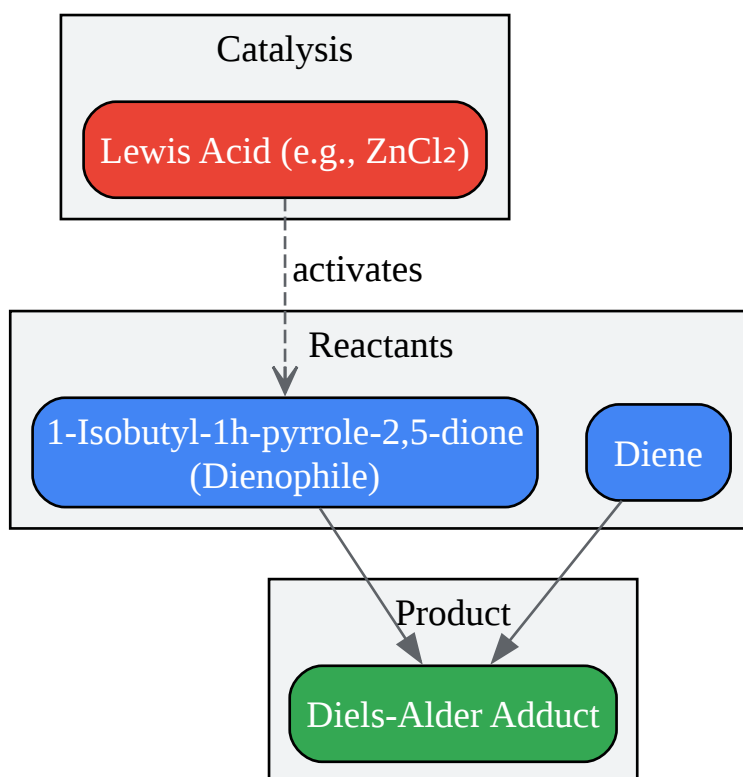 Catalysis
Lewis Acid (e.g., ZnCl₂)
activates
Reactants
1-Isobutyl-1h-pyrrole-2,5-dione
(Dienophile)
Diene
Product
Diels-Alder Adduct